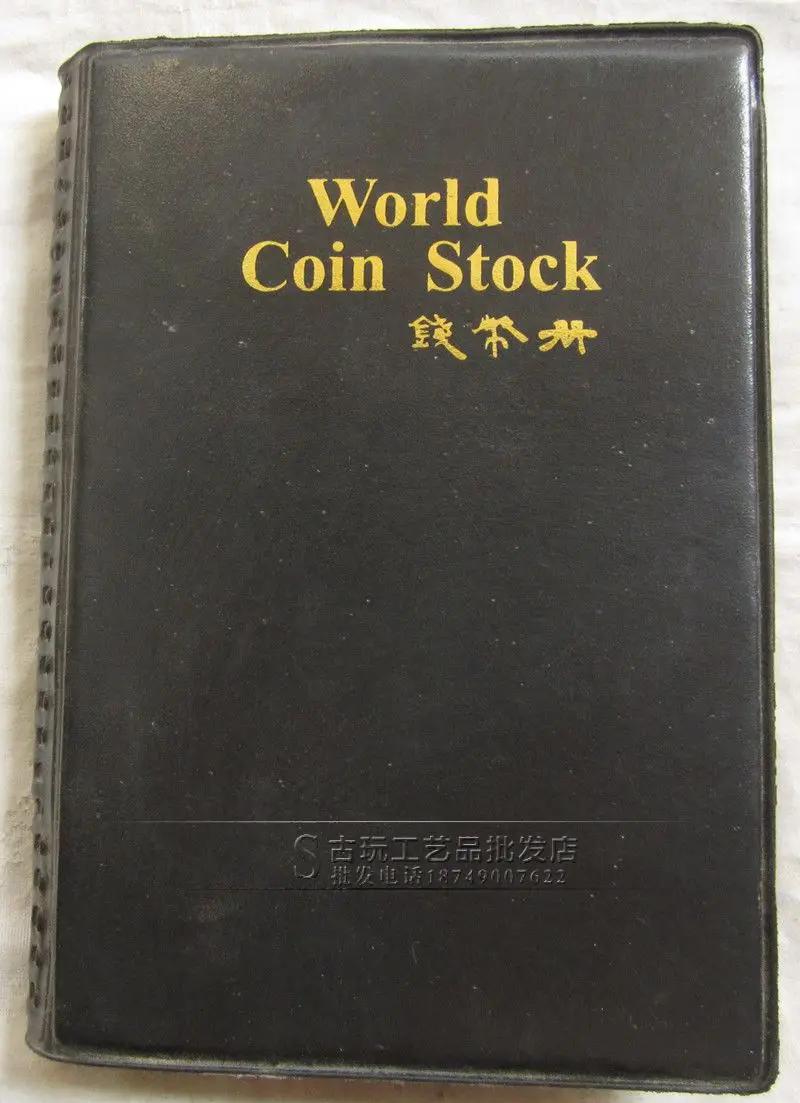 World
Coin Stock
錢幣册
S 古玩工艺品批发店
批发电话18749007622